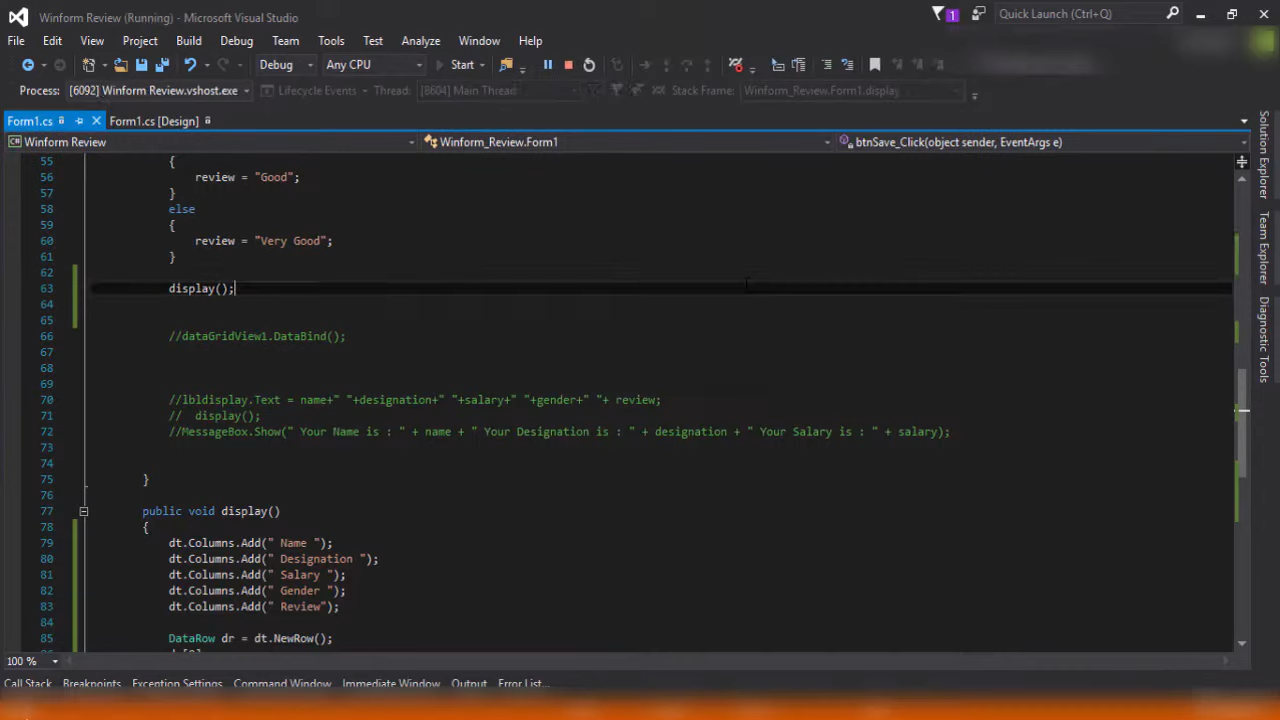 Winform Review (Running) - Microsoft Visual Studio
1
Quick Launch (Ctrl+Q)
File Edit View Project Build Debug Team Tools Test Analyze Window Help
Debug Any CPU Start
Process: [6092] Winform Review.vshost.exe Lifecycle Events Thread: [8604] Main Thread Stack Frame: Winform_Review.Form1.display
Form1.cs Form1.cs [Design]
Winform Review Winform_Review.Form1 btnSave_Click(object sender, EventArgs e)
55 {
56 review = "Good";
57 }
58 else
59 {
60 review = "Very Good";
61 }
62
63 display();
64
65
66 //dataGridView1.DataBind();
67
68
69
70 //lbldisplay.Text = name+" "+designation+" "+salary+" "+gender+" "+ review;
71 // display();
72 //MessageBox.Show(" Your Name is : " + name + " Your Designation is : " + designation + " Your Salary is : " + salary);
73
74
75 }
76
77 public void display()
78 {
79 dt.Columns.Add(" Name ");
80 dt.Columns.Add(" Designation ");
81 dt.Columns.Add(" Salary ");
82 dt.Columns.Add(" Gender ");
83 dt.Columns.Add(" Review");
84
85 DataRow dr = dt.NewRow();
100 %
Call Stack Breakpoints Exception Settings Command Window Immediate Window Output Error List...
Solution Explorer
Team Explorer
Diagnostic Tools